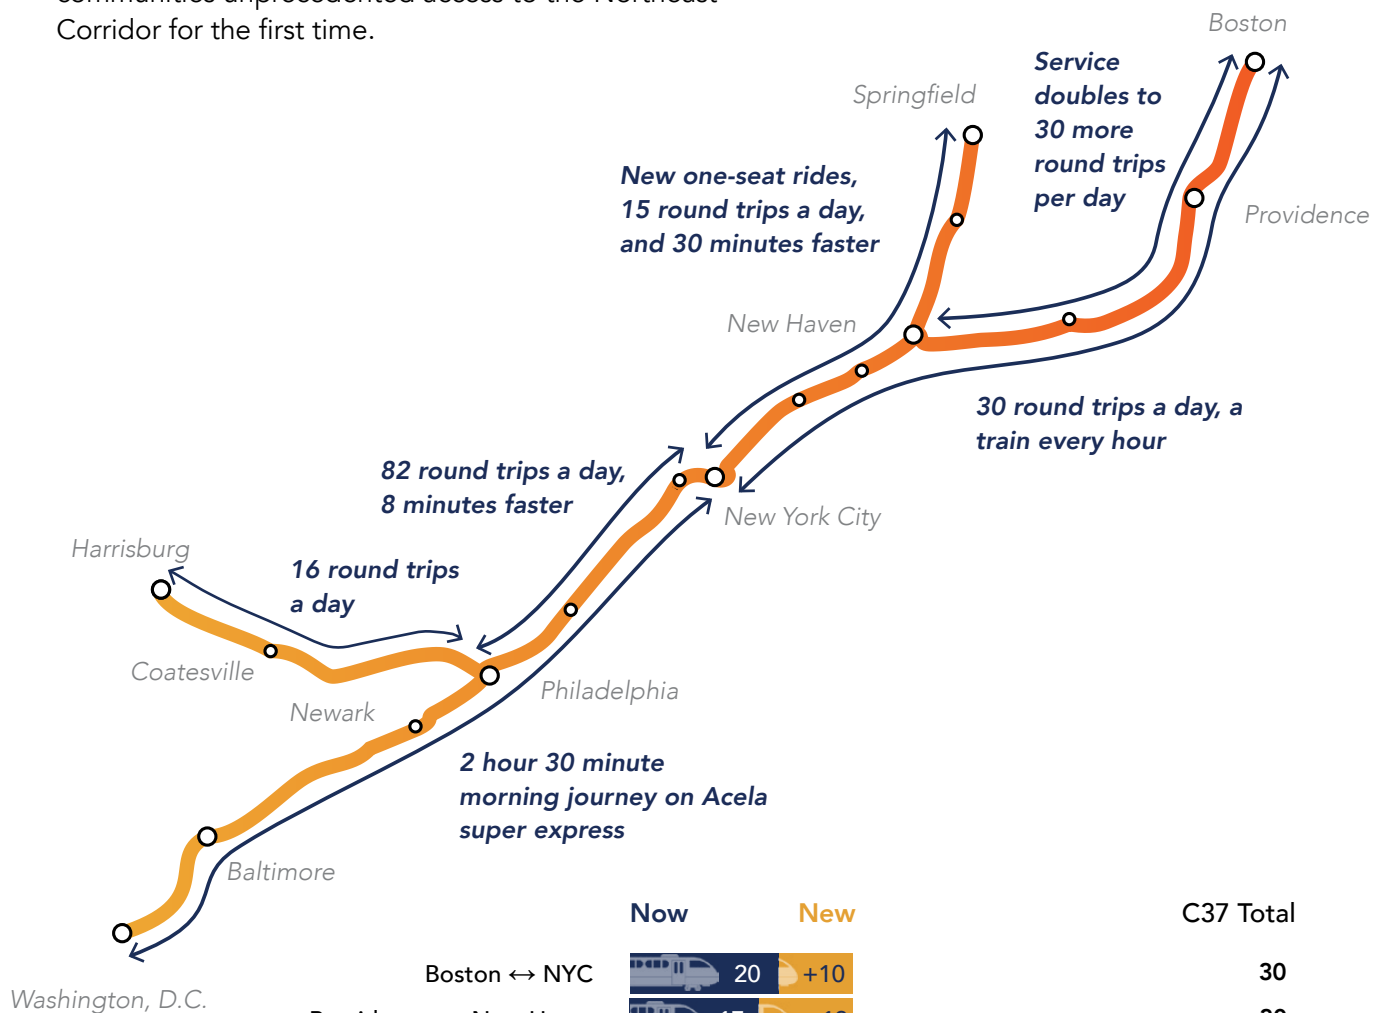 Corridor for the first time.
Boston
Service
doubles to
30 more
round trips
per day
Springfield
New one-seat rides,
15 round trips a day,
and 30 minutes faster
Providence
New Haven
30 round trips a day, a
train every hour
82 round trips a day,
8 minutes faster
New York City
Harrisburg
16 round trips
a day
Coatesville
Philadelphia
Newark
2 hour 30 minute
morning journey on Acela
super express
Baltimore
Washington, D.C.
Now New C37 Total
Boston ↔ NYC 20 +10 30